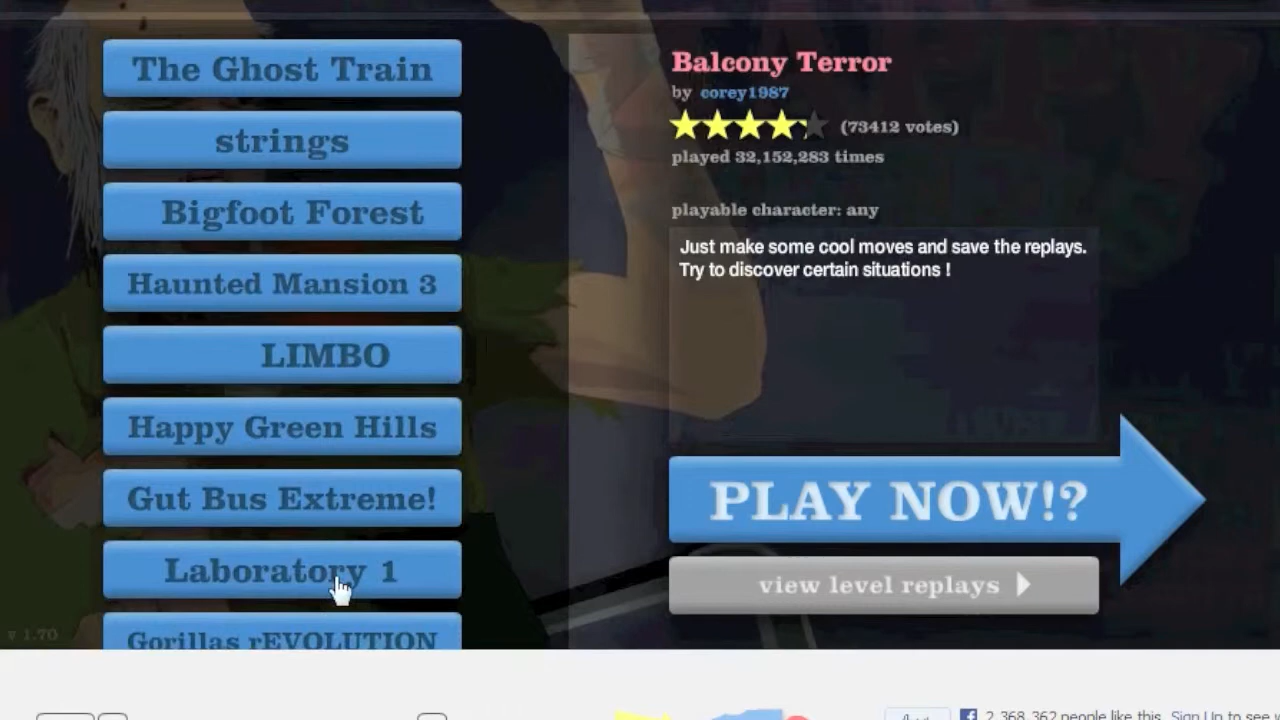 The Ghost Train
strings
Bigfoot Forest
Haunted Mansion 3
LIMBO
Happy Green Hills
Gut Bus Extreme!
Laboratory 1
Gorillas rEVOLUTION
v 1.70
Balcony Terror
by corey1987
(73412 votes)
played 32,152,283 times
playable character: any
Just make some cool moves and save the replays.
Try to discover certain situations !
PLAY NOW!?
view level replays
2,368,362 people like this. Sign Up to see